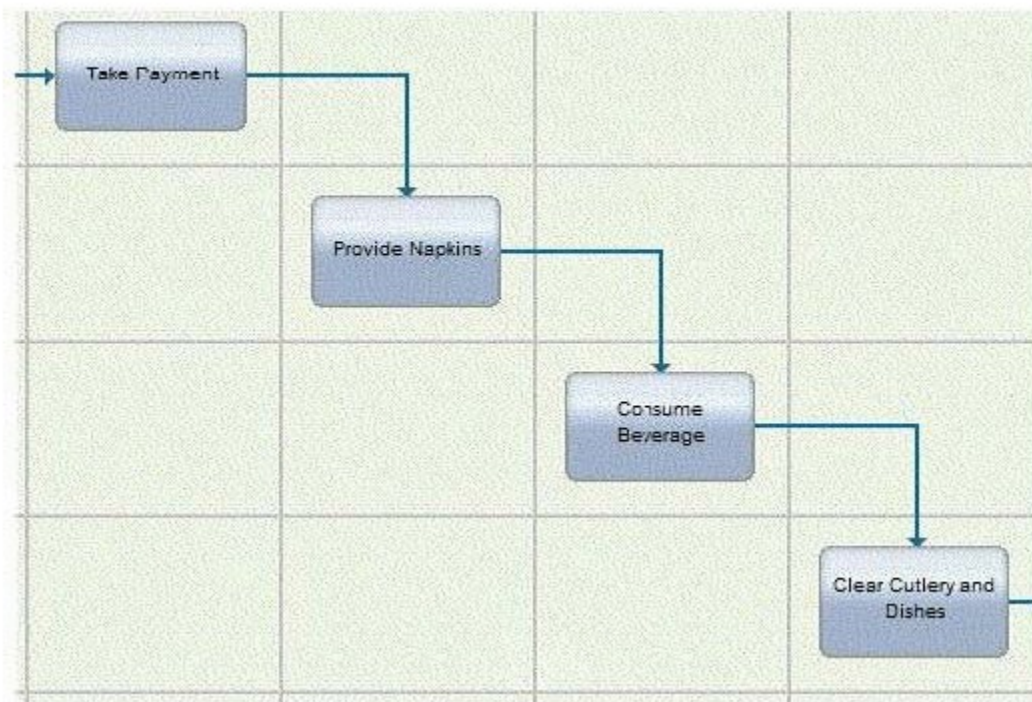 Take Payment
Provide Napkins
Consume
Beverage
Clear Cutlery and
Dishes